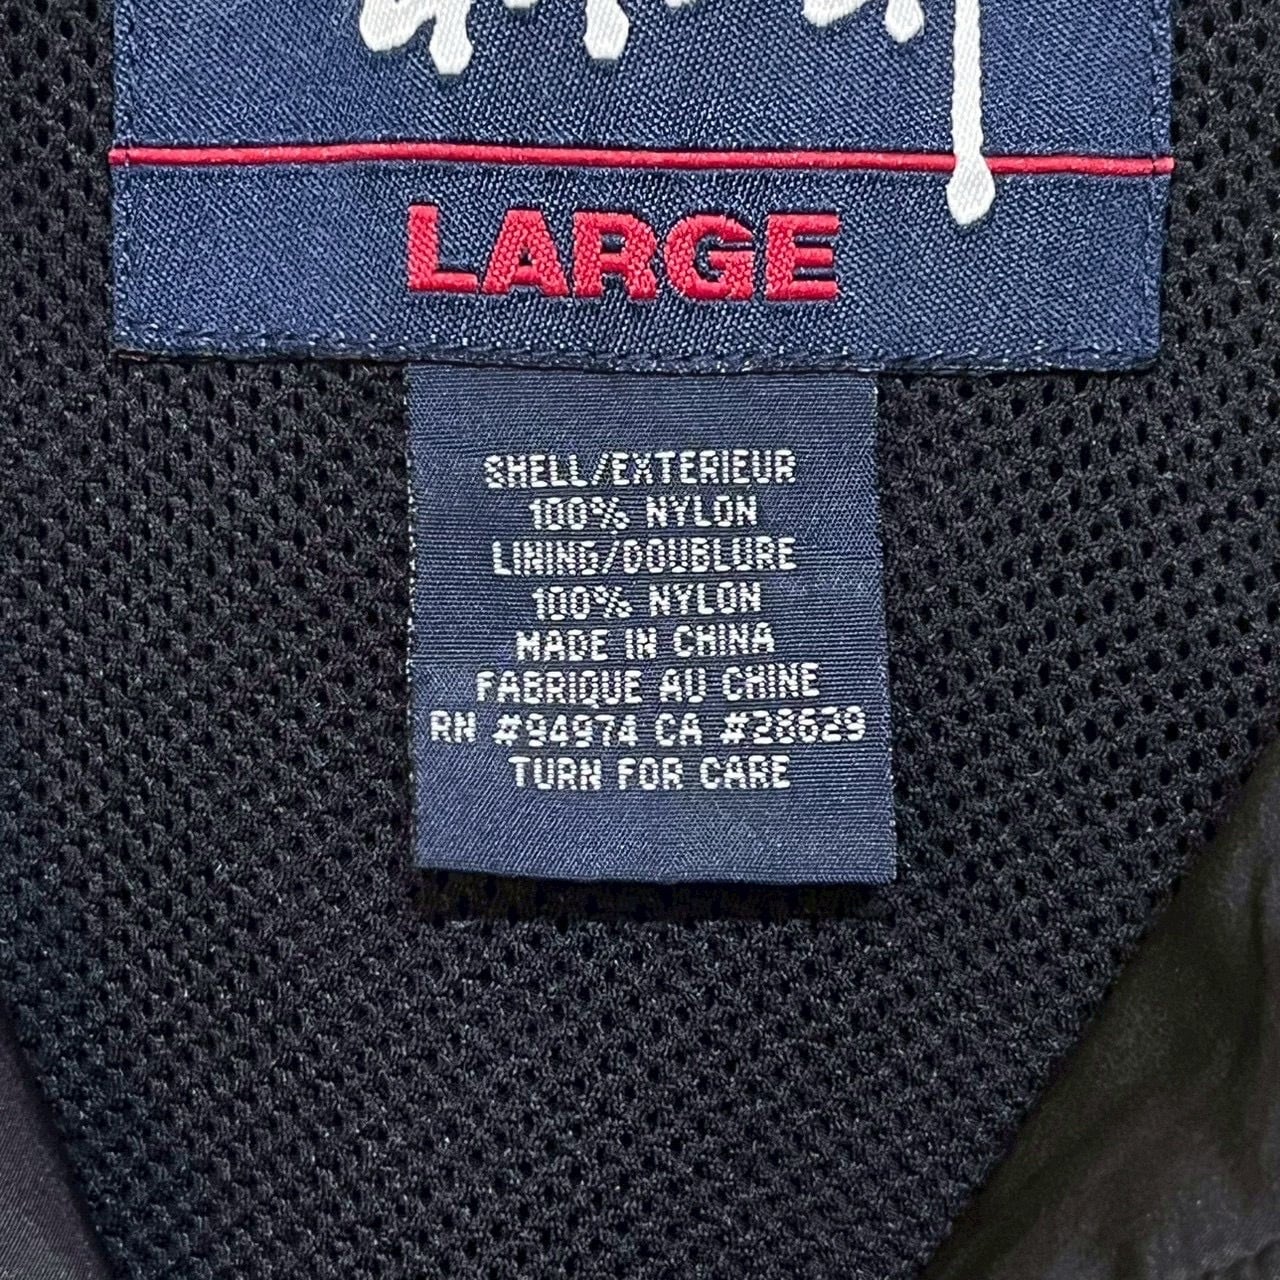 LARGE
SHELL/EXTERIEUR
100% NYLON
LINING/DOUBLURE
100% NYLON
MADE IN CHINA
FABRIQUE AU CHINE
RN #94974 CA #28629
TURN FOR CARE